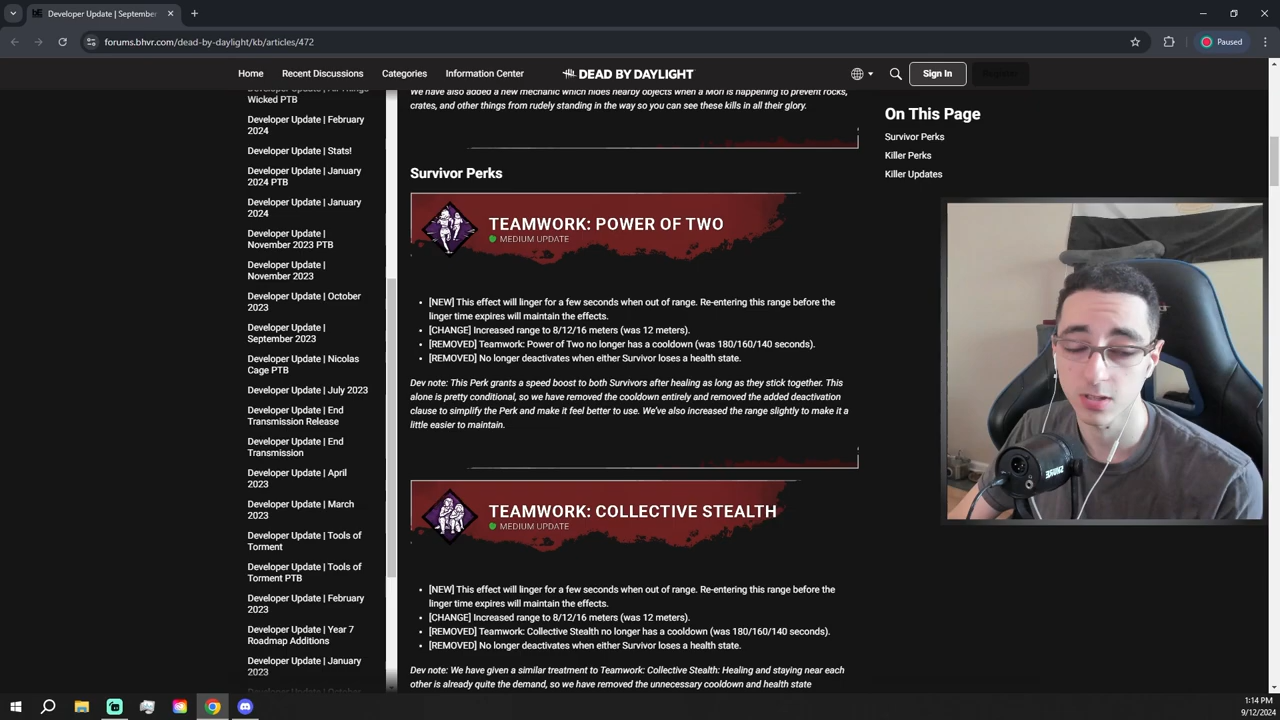 Developer Update | September
forums.bhvr.com/dead-by-daylight/kb/articles/472
Paused
Home
Recent Discussions
Categories
Information Center
DEAD BY DAYLIGHT
Sign In
Register
Developer Update | All Things
Wicked PTB
Developer Update | February
2024
Developer Update | Stats!
Developer Update | January
2024 PTB
Developer Update | January
2024
Developer Update |
November 2023 PTB
Developer Update |
November 2023
Developer Update | October
2023
Developer Update |
September 2023
Developer Update | Nicolas
Cage PTB
Developer Update | July 2023
Developer Update | End
Transmission Release
Developer Update | End
Transmission
Developer Update | April
2023
Developer Update | March
2023
Developer Update | Tools of
Torment
Developer Update | Tools of
Torment PTB
Developer Update | February
2023
Developer Update | Year 7
Roadmap Additions
Developer Update | January
2023
We have also added a new mechanic which hides nearby objects when a Mori is happening to prevent rocks,
crates, and other things from rudely standing in the way so you can see these kills in all their glory.
Survivor Perks
TEAMWORK: POWER OF TWO
MEDIUM UPDATE
• [NEW] This effect will linger for a few seconds when out of range. Re-entering this range before the
linger time expires will maintain the effects.
• [CHANGE] Increased range to 8/12/16 meters (was 12 meters).
• [REMOVED] Teamwork: Power of Two no longer has a cooldown (was 180/160/140 seconds).
• [REMOVED] No longer deactivates when either Survivor loses a health state.
Dev note: This Perk grants a speed boost to both Survivors after healing as long as they stick together. This
alone is pretty conditional, so we have removed the cooldown entirely and removed the added deactivation
clause to simplify the Perk and make it feel better to use. We've also increased the range slightly to make it a
little easier to maintain.
TEAMWORK: COLLECTIVE STEALTH
MEDIUM UPDATE
• [NEW] This effect will linger for a few seconds when out of range. Re-entering this range before the
linger time expires will maintain the effects.
• [CHANGE] Increased range to 8/12/16 meters (was 12 meters).
• [REMOVED] Teamwork: Collective Stealth no longer has a cooldown (was 180/160/140 seconds).
• [REMOVED] No longer deactivates when either Survivor loses a health state.
Dev note: We have given a similar treatment to Teamwork: Collective Stealth: Healing and staying near each
other is already quite the demand, so we have removed the unnecessary cooldown and health state
On This Page
Survivor Perks
Killer Perks
Killer Updates
1:14 PM
9/12/2024